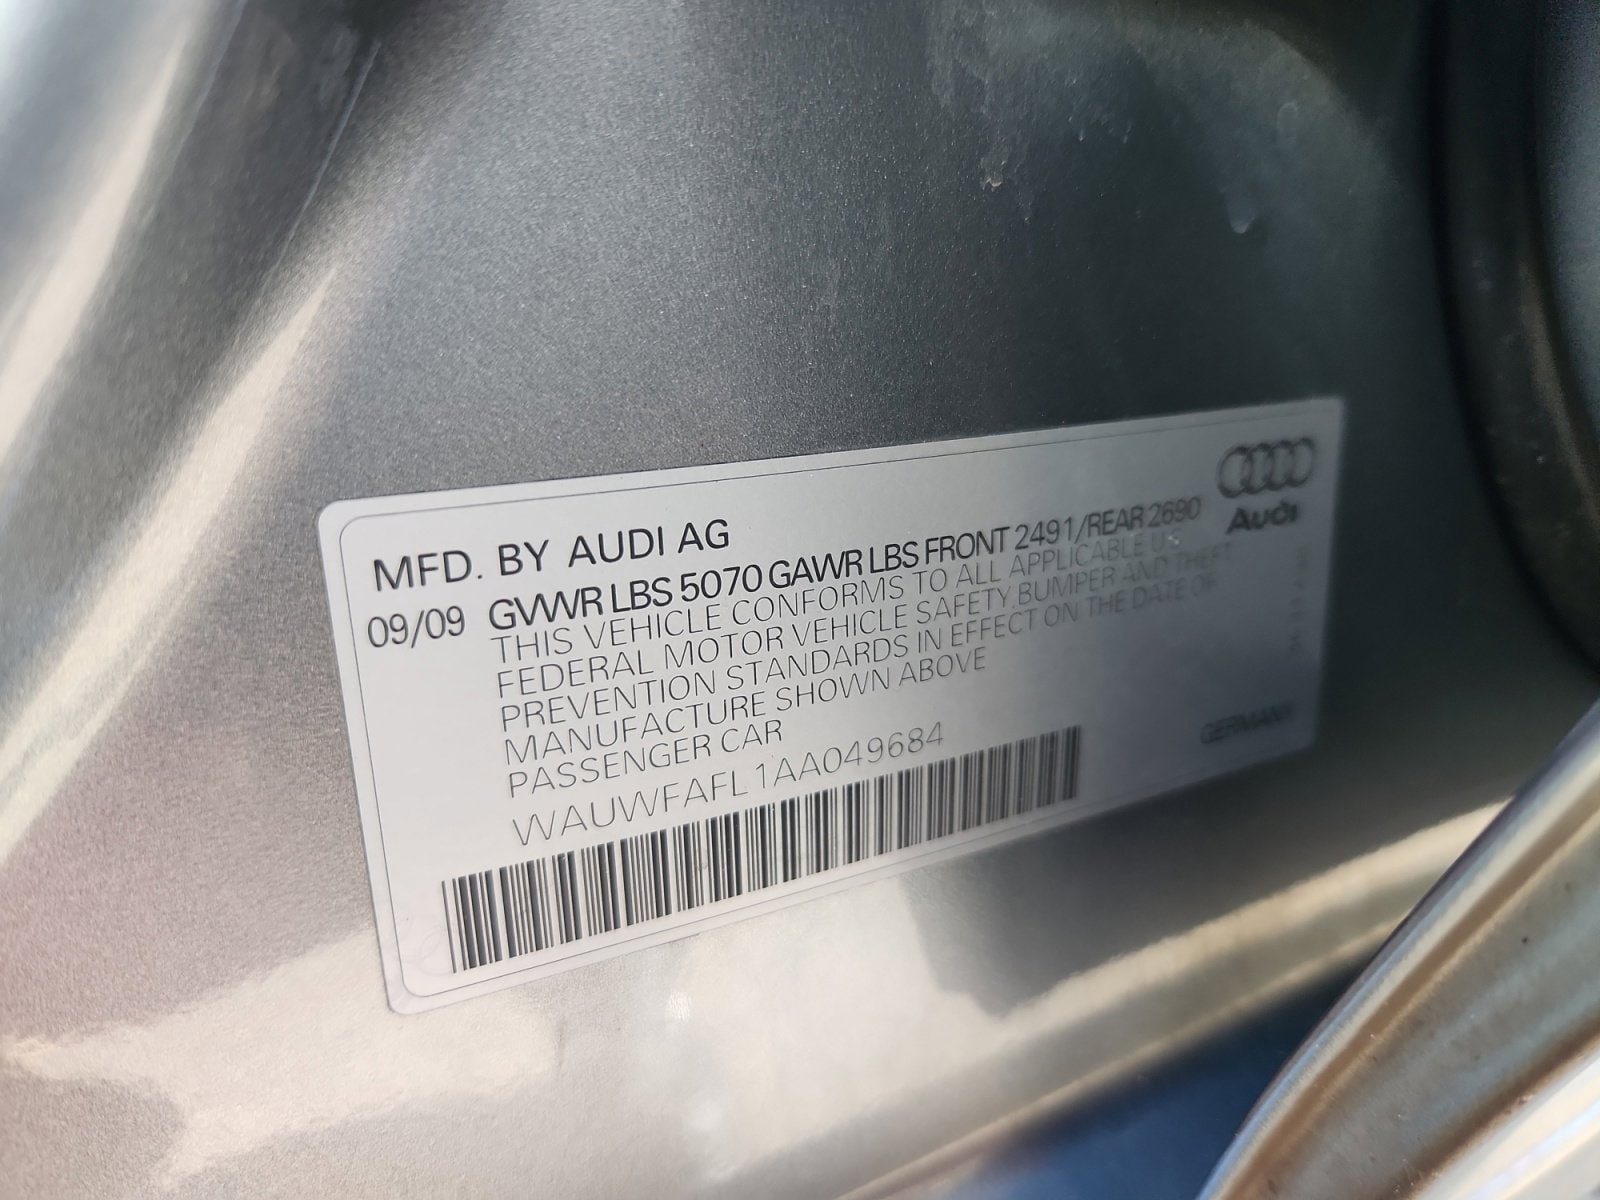 MFD. BY AUDI AG
Audi
09/09 GVWR LBS 5070 GAWR LBS FRONT 2491/REAR 2690
THIS VEHICLE CONFORMS TO ALL APPLICABLE U.S.
FEDERAL MOTOR VEHICLE SAFETY BUMPER AND THEFT
PREVENTION STANDARDS IN EFFECT ON THE DATE OF
MANUFACTURE SHOWN ABOVE
PASSENGER CAR
WAUWFAFL1AA049684
GERMANY